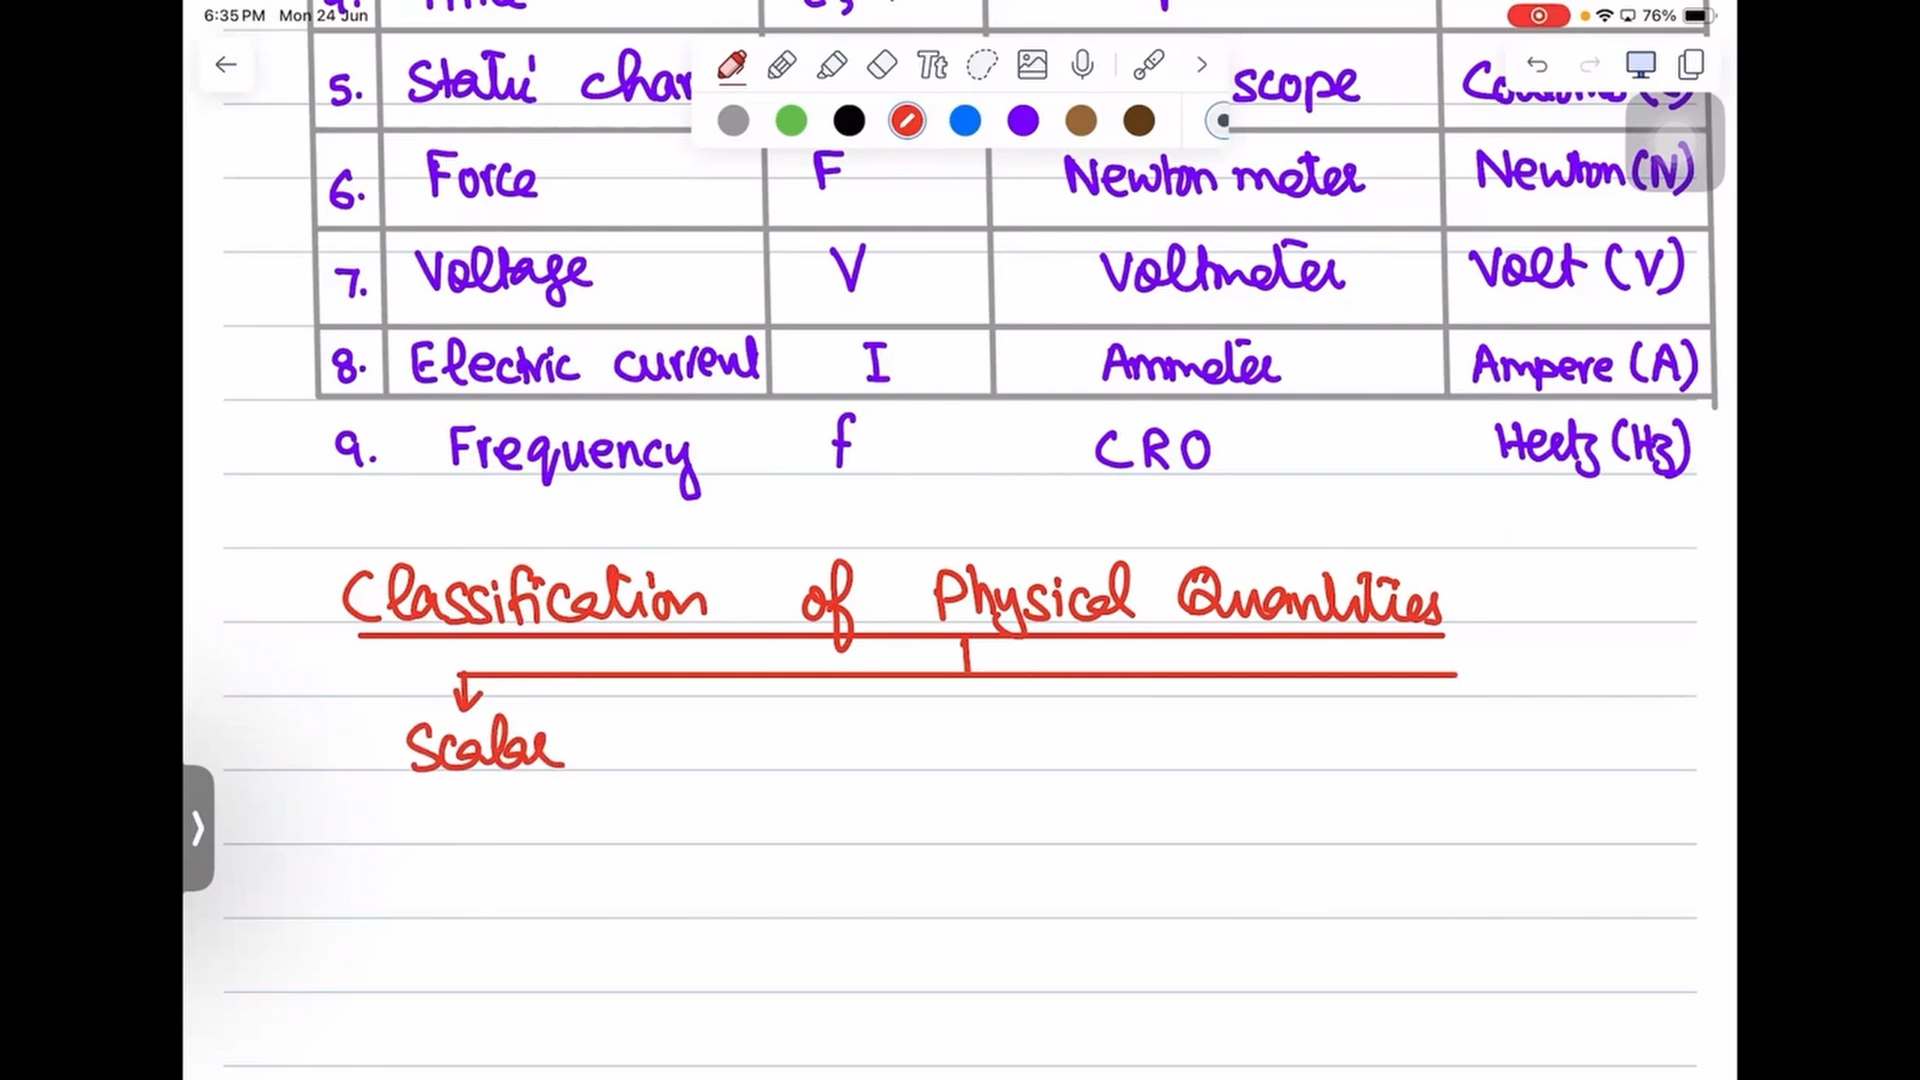 6:35 PM Mon 24 Jun 76%
5. Static scope
Tt
6. Force F Newton meter Newton (N)
7. Voltage V Voltmeter Volt (V)
8. Electric current I Ammeter Ampere (A)
9. Frequency f CRO Hertz (Hz)
Classification of Physical Quantities
Scalar